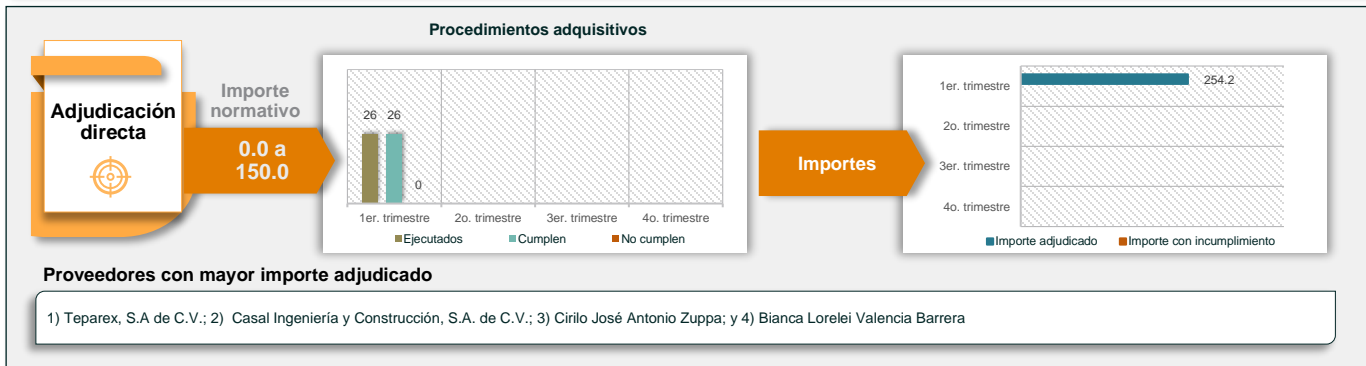 Procedimientos adquisitivos
Adjudicación
directa
Importe
normativo
0.0 a
150.0
26 26
0
1er. trimestre 2o. trimestre 3er. trimestre 4o. trimestre
Ejecutados Cumplen No cumplen
Importes
1er. trimestre 254.2
2o. trimestre
3er. trimestre
4o. trimestre
Importe adjudicado Importe con incumplimiento
Proveedores con mayor importe adjudicado
1) Teparex, S.A de C.V.; 2) Casal Ingeniería y Construcción, S.A. de C.V.; 3) Cirilo José Antonio Zuppa; y 4) Bianca Lorelei Valencia Barrera